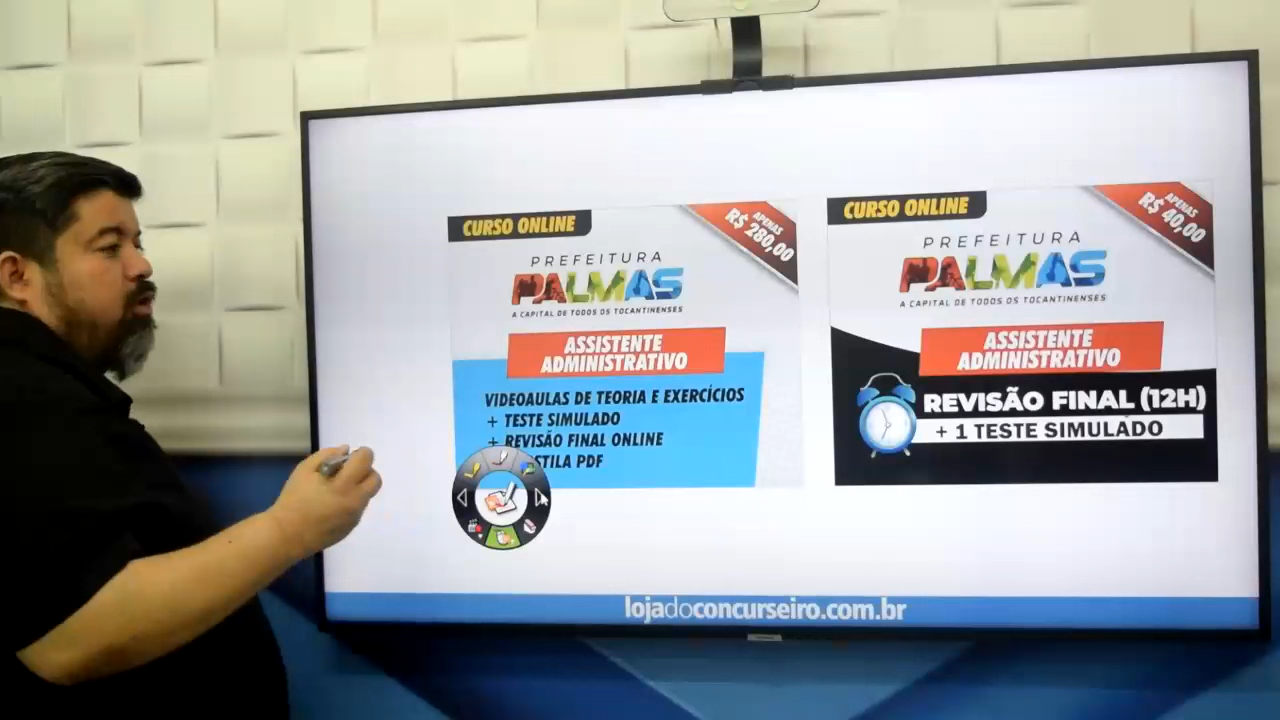 CURSO ONLINE
APENAS
R$ 280,00
PREFEITURA
PALMAS
A CAPITAL DE TODOS OS TOCANTINENSES
ASSISTENTE
ADMINISTRATIVO
VIDEOAULAS DE TEORIA E EXERCÍCIOS
+ TESTE SIMULADO
+ REVISÃO FINAL ONLINE
STILA PDF
CURSO ONLINE
APENAS
R$ 40,00
PREFEITURA
PALMAS
A CAPITAL DE TODOS OS TOCANTINENSES
ASSISTENTE
ADMINISTRATIVO
REVISÃO FINAL (12H)
+ 1 TESTE SIMULADO
lojadoconcurseiro.com.br